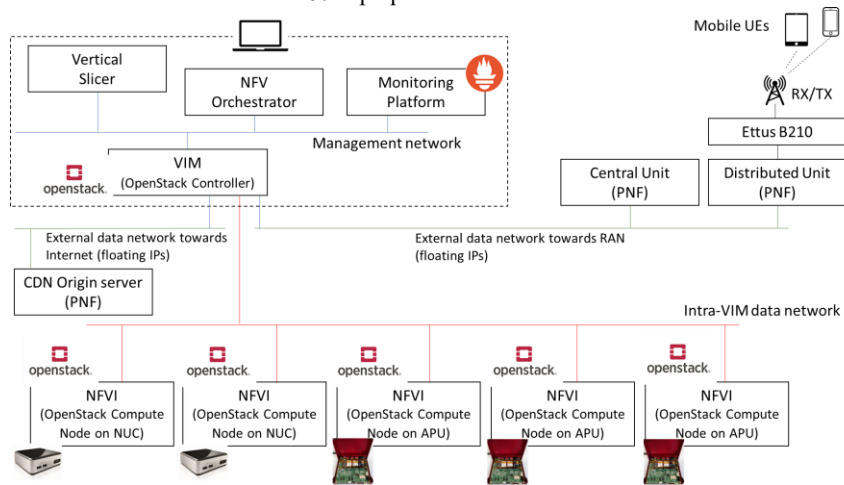 Mobile UEs
Vertical
Slicer
NFV
Orchestrator
Monitoring
Platform
RX/TX
Management network
Ettus B210
VIM
(OpenStack Controller)
openstack.
Central Unit
(PNF)
Distributed Unit
(PNF)
External data network towards
Internet (floating IPs)
External data network towards RAN
(floating IPs)
CDN Origin server
(PNF)
Intra-VIM data network
openstack.
NFVI
(OpenStack Compute
Node on NUC)
openstack.
NFVI
(OpenStack Compute
Node on NUC)
openstack.
NFVI
(OpenStack Compute
Node on APU)
openstack.
NFVI
(OpenStack Compute
Node on APU)
openstack.
NFVI
(OpenStack Compute
Node on APU)